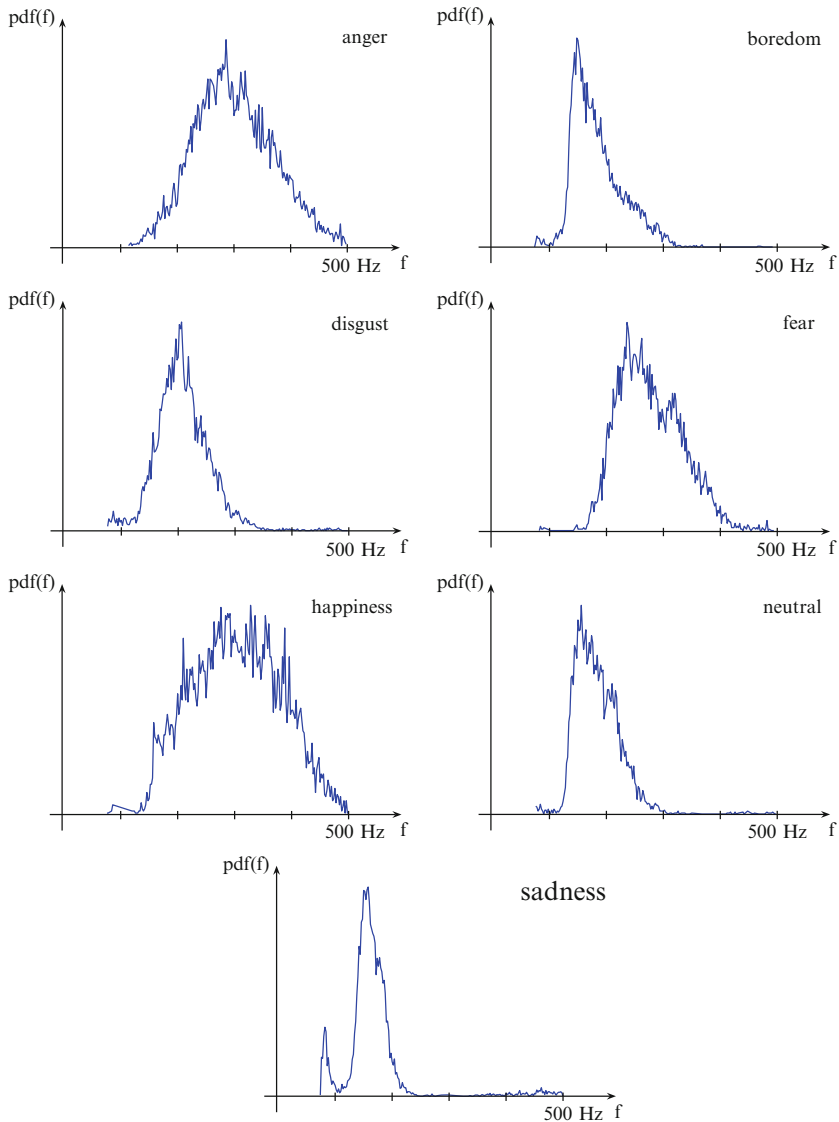 pdf(f)
anger
500 Hz f
pdf(f)
boredom
500 Hz f
pdf(f)
disgust
500 Hz f
pdf(f)
fear
500 Hz f
pdf(f)
happiness
500 Hz f
pdf(f)
neutral
500 Hz f
pdf(f)
sadness
500 Hz f